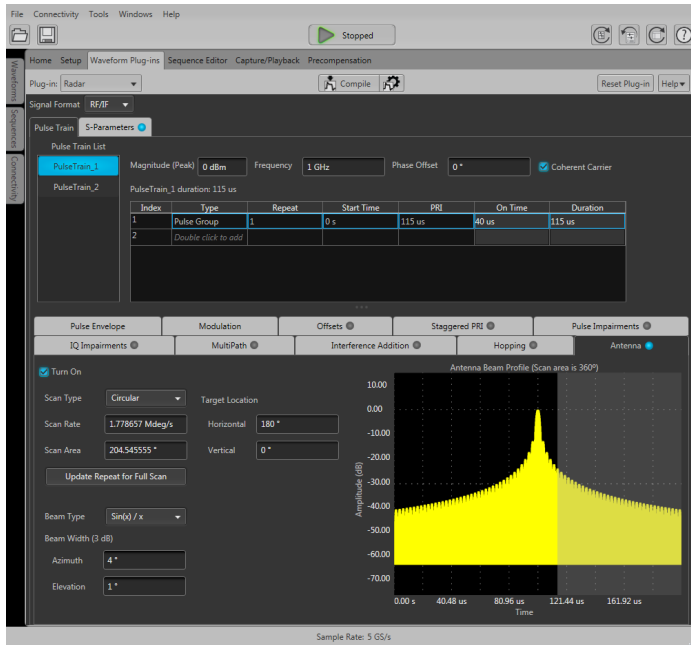 File Connectivity Tools Windows Help
Stopped
Waveforms
Sequences
Connectivity
Home Setup Waveform Plug-ins Sequence Editor Capture/Playback Precompensation
Plug-in: Radar Compile Reset Plug-in Help
Signal Format RF/IF
Pulse Train S-Parameters
Pulse Train List
PulseTrain_1 Magnitude (Peak) 0 dBm Frequency 1 GHz Phase Offset 0 ° Coherent Carrier
PulseTrain_2 PulseTrain_1 duration: 115 us
Index Type Repeat Start Time PRI On Time Duration
1 Pulse Group 1 0 s 115 us 40 us 115 us
2 Double click to add
Pulse Envelope Modulation Offsets Staggered PRI Pulse Impairments
IQ Impairments MultiPath Interference Addition Hopping Antenna
Turn On
Scan Type Circular Target Location
Scan Rate 1.778657 Mdeg/s Horizontal 180 °
Scan Area 204.545555 ° Vertical 0 °
Update Repeat for Full Scan
Beam Type Sin(x) / x
Beam Width (3 dB)
Azimuth 4 °
Elevation 1 °
Antenna Beam Profile (Scan area is 360º)
Amplitude (dB)
10.00
0.00
-10.00
-20.00
-30.00
-40.00
-50.00
-60.00
-70.00
0.00 s 40.48 us 80.96 us 121.44 us 161.92 us
Time
Sample Rate: 5 GS/s